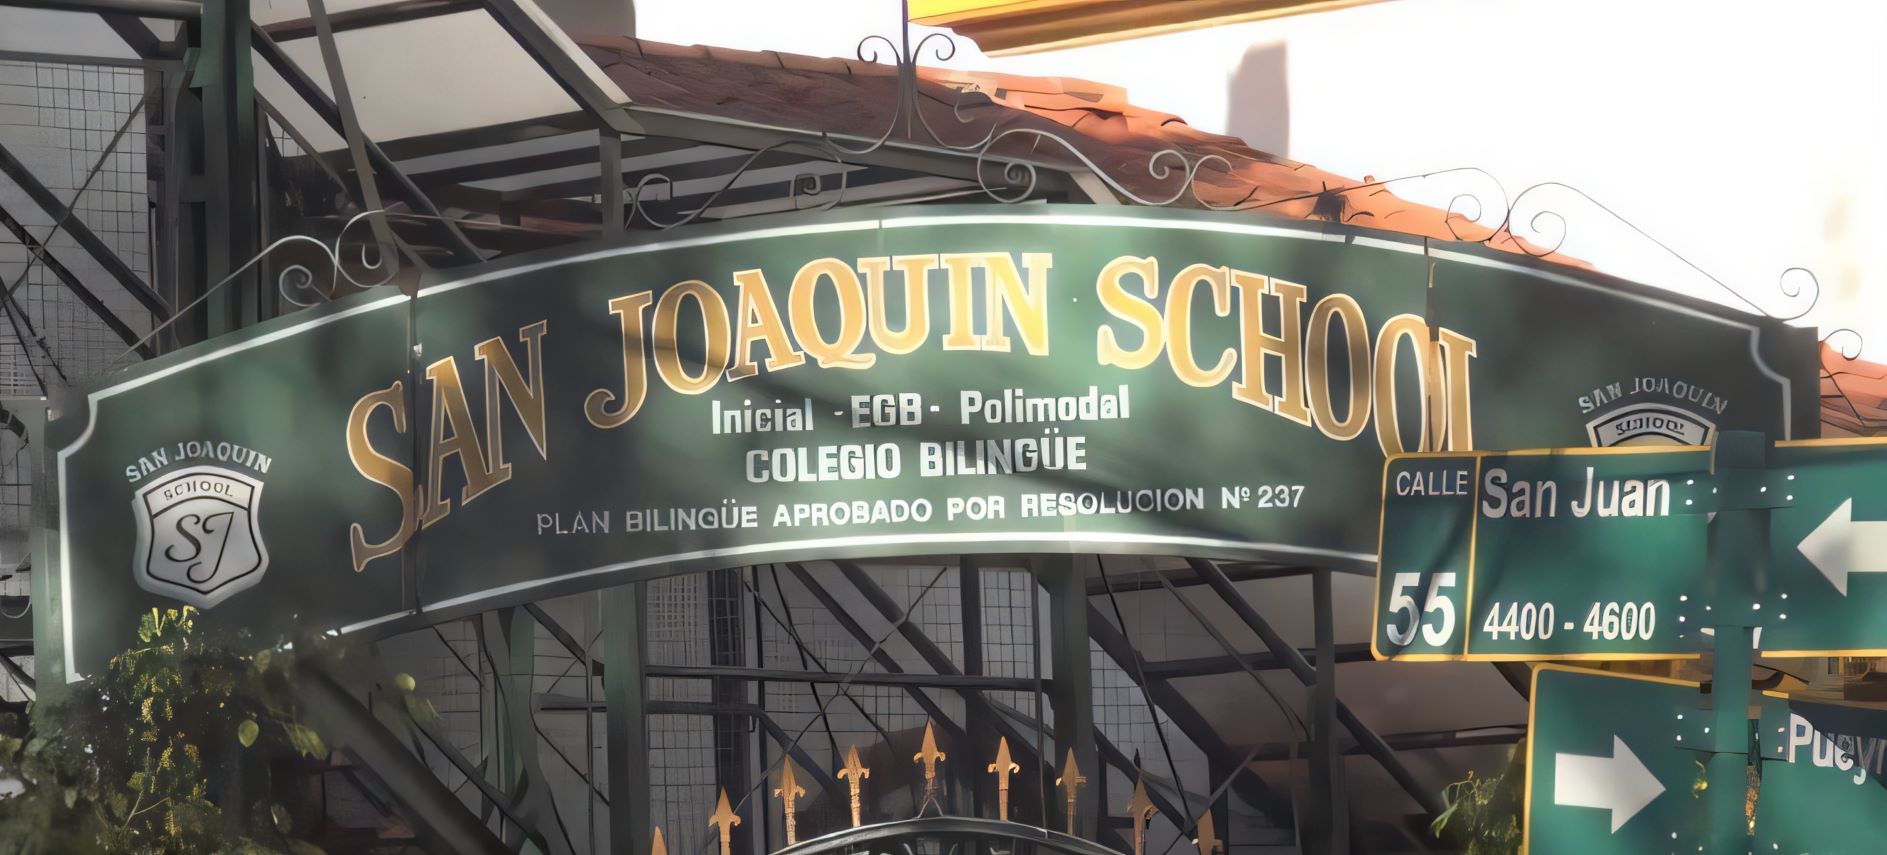 SAN JOAQUIN SCHOOL
Inicial - EGB - Polimodal
COLEGIO BILINGÜE
PLAN BILINGÜE APROBADO POR RESOLUCION Nº 237
SAN JOAQUIN
SCHOOL
SJ
SAN JOAQUIN
SCHOOL
CALLE San Juan
55 4400 - 4600